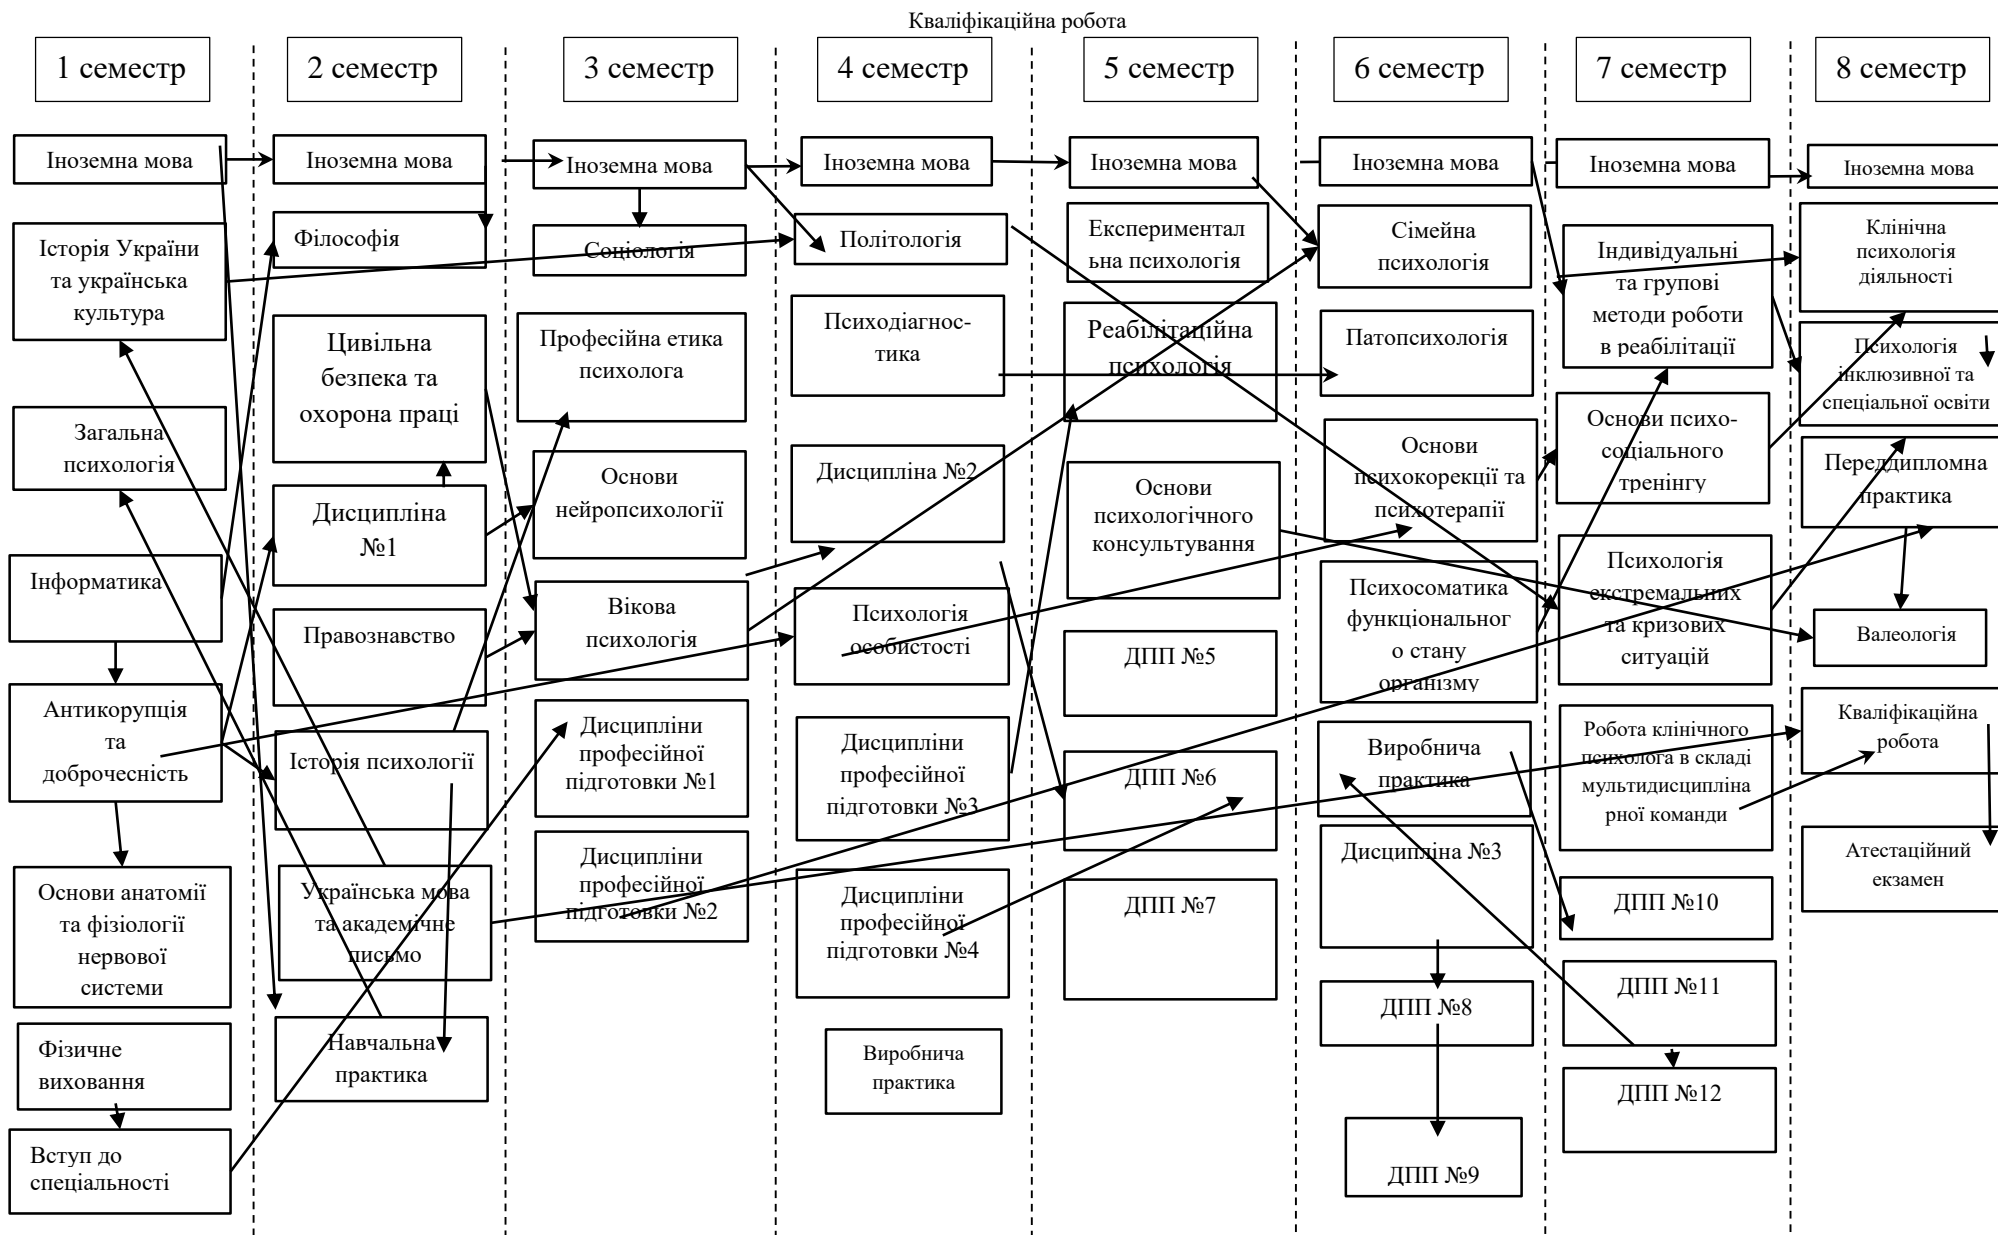 Кваліфікаційна робота
1 семестр
2 семестр
3 семестр
4 семестр
5 семестр
6 семестр
7 семестр
8 семестр
Іноземна мова
Історія України
та українська
культура
Загальна
психологія
Інформатика
Антикорупція
та
доброчесність
Основи анатомії
та фізіології
нервової
системи
Фізичне
виховання
Вступ до
спеціальності
Іноземна мова
Філософія
Цивільна
безпека та
охорона праці
Дисципліна
№1
Правознавство
Історія психології
Українська мова
та академічне
письмо
Навчальна
практика
Іноземна мова
Соціологія
Професійна етика
психолога
Основи
нейропсихології
Вікова
психологія
Дисципліни
професійної
підготовки №1
Дисципліни
професійної
підготовки №2
Іноземна мова
Політологія
Психодіагнос-
тика
Дисципліна №2
Психологія
особистості
Дисципліни
професійної
підготовки №3
Дисципліни
професійної
підготовки №4
Виробнича
практика
Іноземна мова
Експериментал
ьна психологія
Реабілітаційна
психологія
Основи
психологічного
консультування
ДПП №5
ДПП №6
ДПП №7
Іноземна мова
Сімейна
психологія
Патопсихологія
Основи
психокорекції та
психотерапії
Психосоматика
функціональног
о стану
організму
Виробнича
практика
Дисципліна №3
ДПП №8
ДПП №9
Іноземна мова
Індивідуальні
та групові
методи роботи
в реабілітації
Основи психо-
соціального
тренінгу
Психологія
екстремальних
та кризових
ситуацій
Робота клінічного
психолога в складі
мультидисципліна
рної команди
ДПП №10
ДПП №11
ДПП №12
Іноземна мова
Клінічна
психологія
діяльності
Психологія
інклюзивної та
спеціальної освіти
Переддипломна
практика
Валеологія
Кваліфікаційна
робота
Атестаційний
екзамен